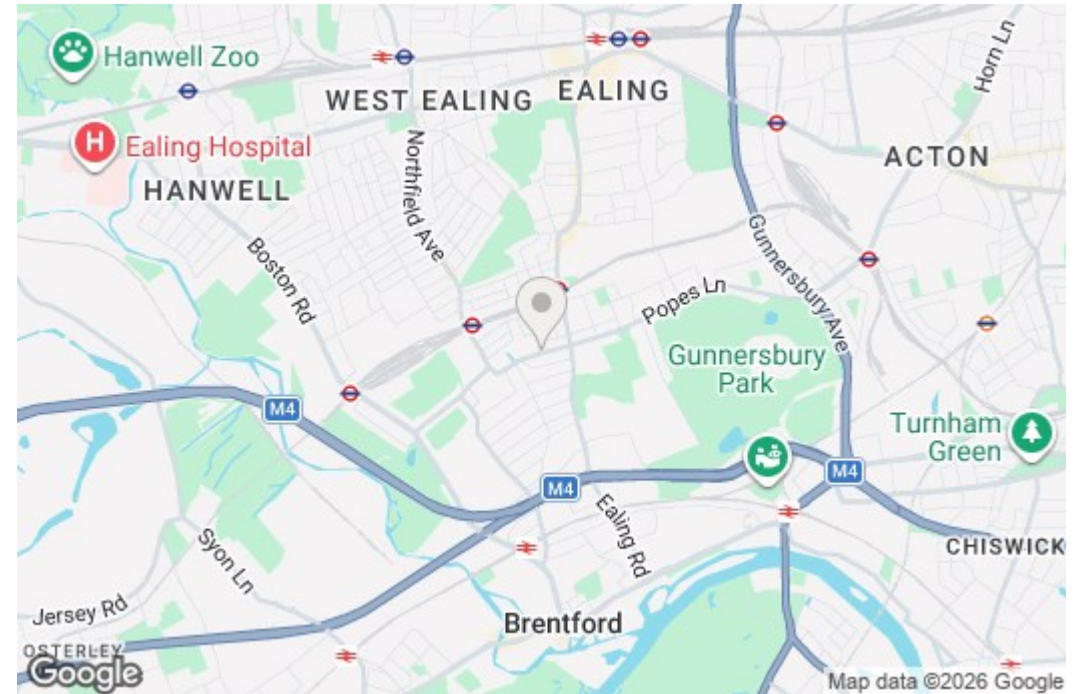 Hanwell Zoo
WEST EALING
EALING
Horn Ln
H
Ealing Hospital
ACTON
HANWELL
Northfield Ave
Boston Rd
Gunnersbury Ave
Popes Ln
Gunnersbury
Park
M4
Turnham
Green
M4
M4
Ealing Rd
Syon Ln
CHISWICK
Jersey Rd
Brentford
OSTERLEY
Google
Map data ©2026 Google